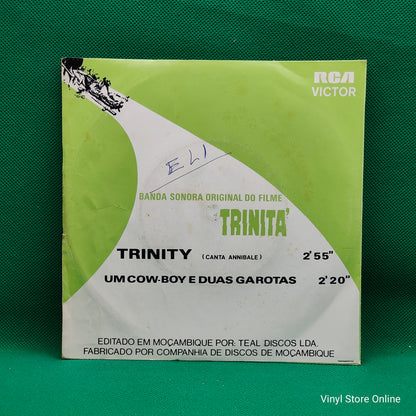 RCA
VICTOR
ELI
BANDA SONORA ORIGINAL DO FILME
TRINITA'
TRINITY (CANTA ANNIBALE) 2'55"
UM COW-BOY E DUAS GAROTAS 2'20"
EDITADO EM MOÇAMBIQUE POR: TEAL DISCOS LDA.
FABRICADO POR COMPANHIA DE DISCOS DE MOÇAMBIQUE
Vinyl Store Online